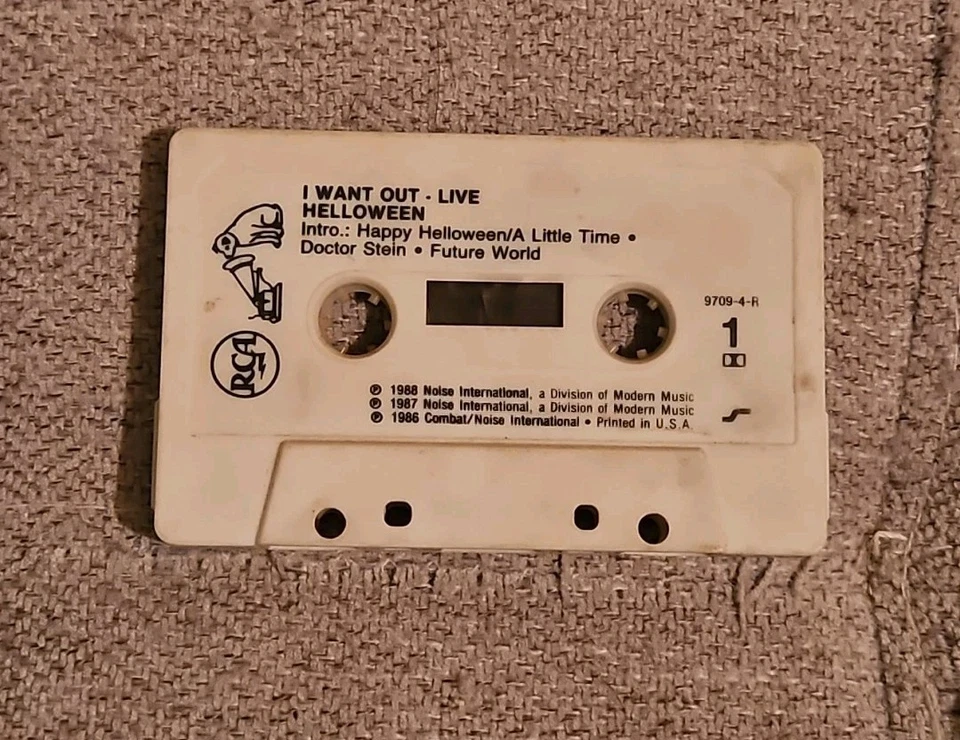 I WANT OUT - LIVE
HELLOWEEN
Intro.: Happy Helloween/A Little Time •
Doctor Stein • Future World
9709-4-R
1
RCA
℗ 1988 Noise International, a Division of Modern Music
℗ 1987 Noise International, a Division of Modern Music
℗ 1986 Combat/Noise International • Printed in U.S.A.